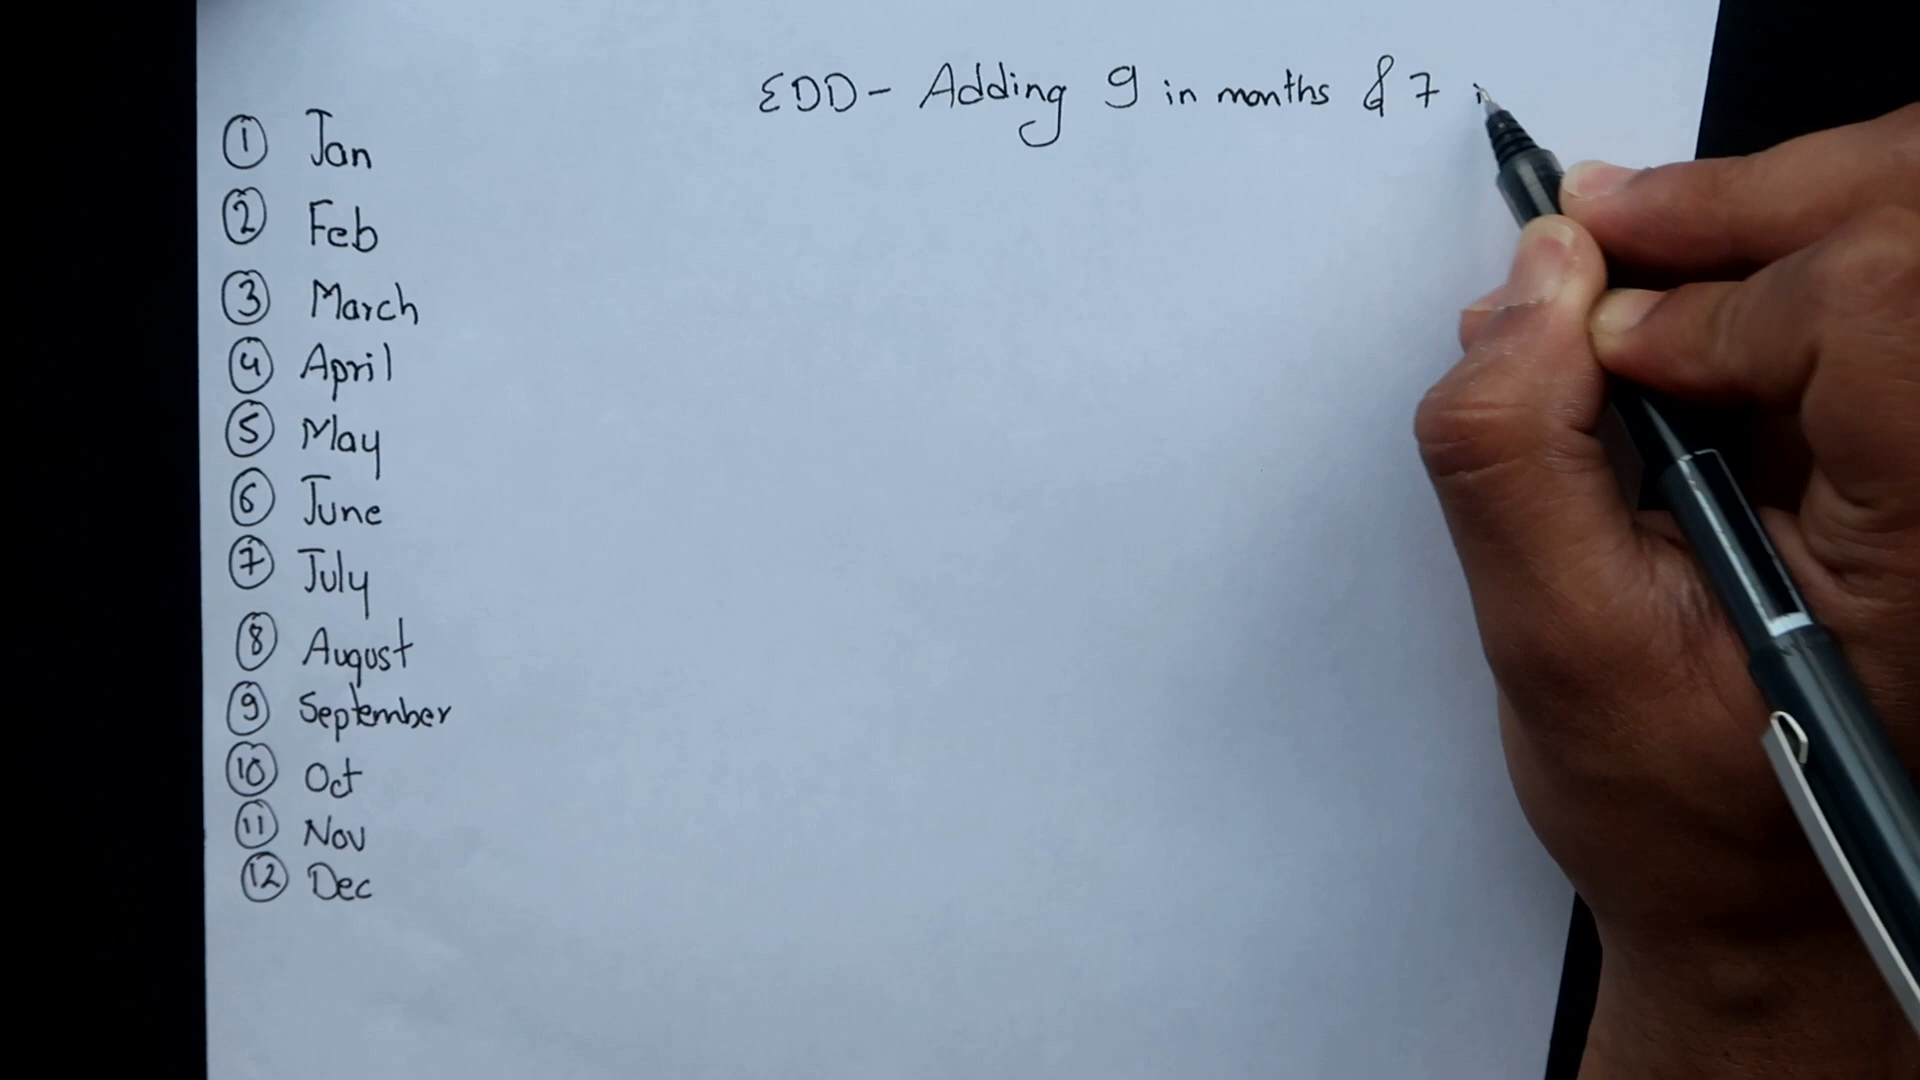 EDD - Adding 9 in months & 7
① Jan
② Feb
③ March
④ April
⑤ May
⑥ June
⑦ July
⑧ August
⑨ September
⑩ Oct
⑪ Nov
⑫ Dec